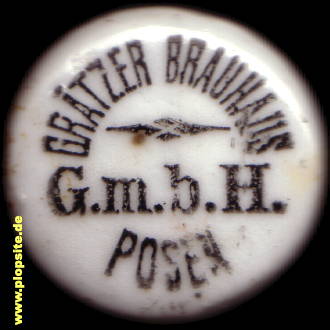 GRÄTZER BRAUHAUS
G.m.b.H.
POSEN
www.plopsite.de